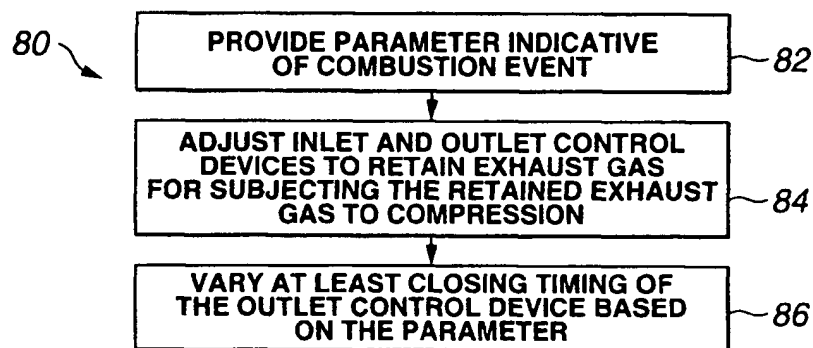 80
PROVIDE PARAMETER INDICATIVE
OF COMBUSTION EVENT
82
ADJUST INLET AND OUTLET CONTROL
DEVICES TO RETAIN EXHAUST GAS
FOR SUBJECTING THE RETAINED EXHAUST
GAS TO COMPRESSION
84
VARY AT LEAST CLOSING TIMING OF
THE OUTLET CONTROL DEVICE BASED
ON THE PARAMETER
86